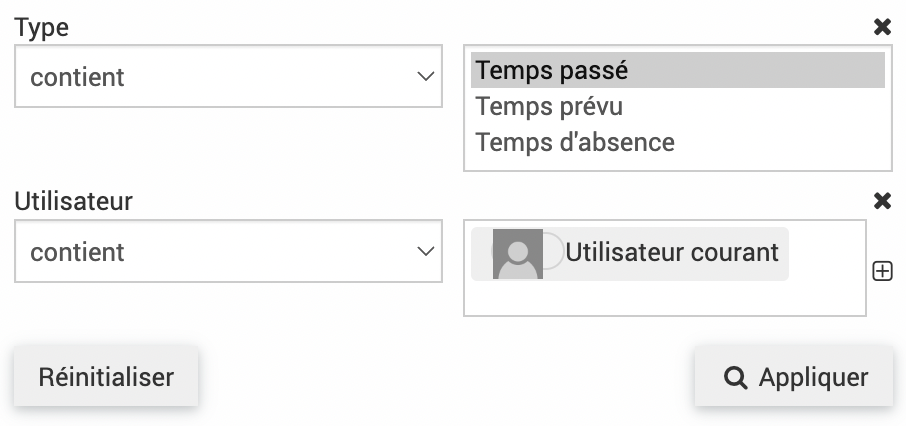 Type
contient
Temps passé
Temps prévu
Temps d'absence
Utilisateur
contient
Utilisateur courant
Réinitialiser
Appliquer